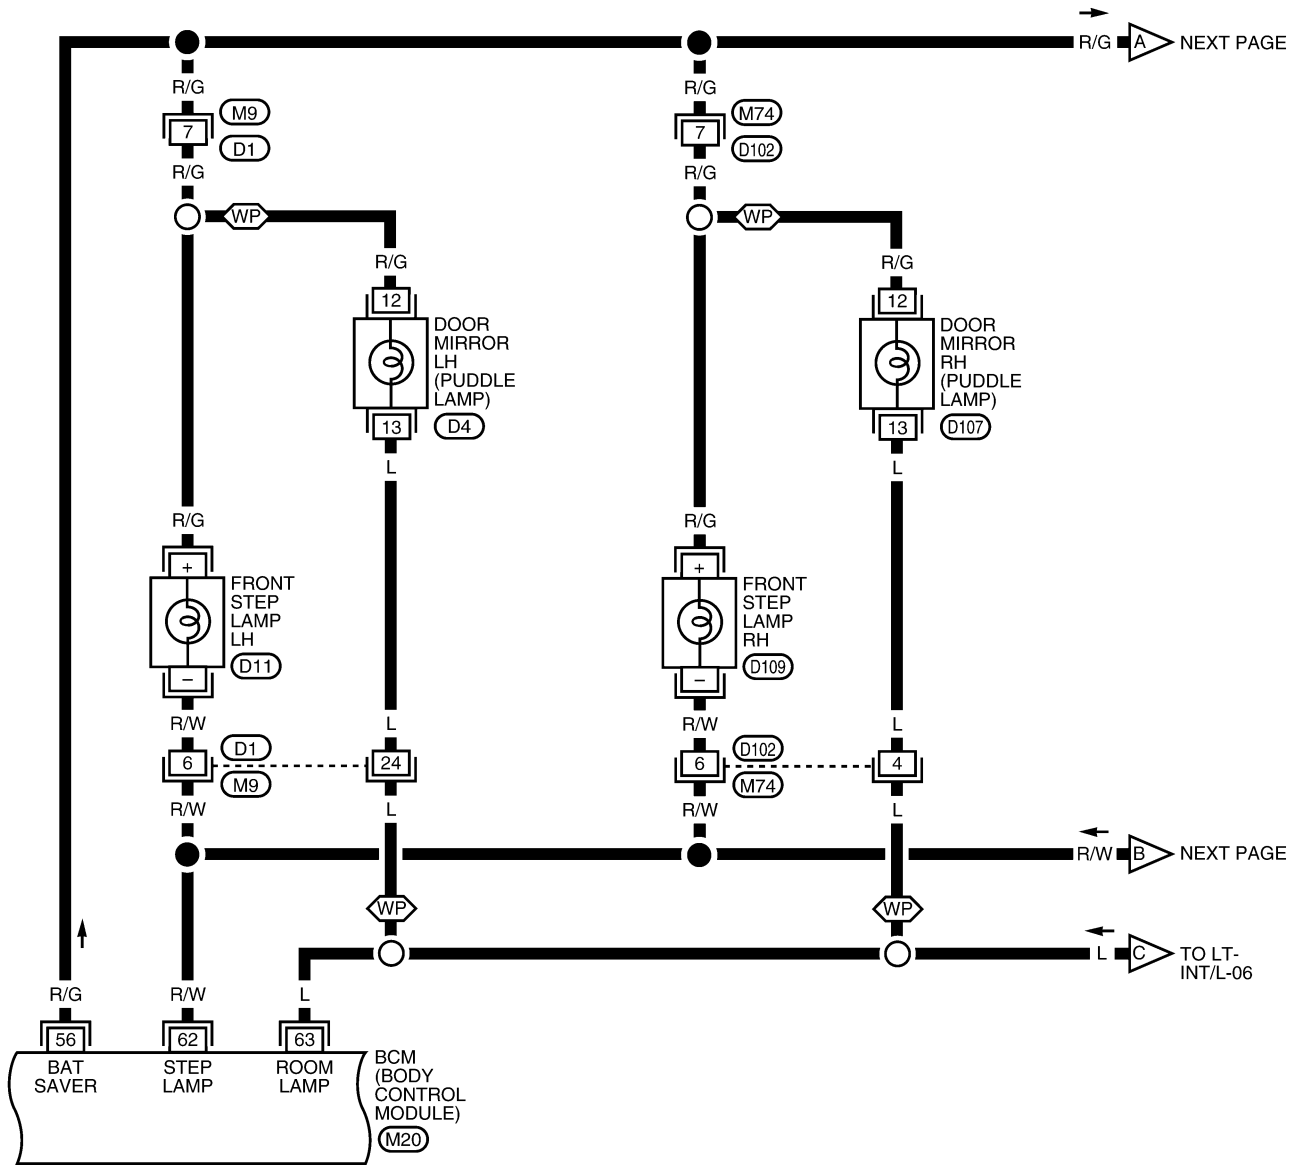 R/G
A
NEXT PAGE
R/G
M9
7
D1
R/G
WP
R/G
12
DOOR
MIRROR
LH
(PUDDLE
LAMP)
13
D4
L
R/G
M74
7
D102
R/G
WP
R/G
12
DOOR
MIRROR
RH
(PUDDLE
LAMP)
13
D107
L
R/G
+
FRONT
STEP
LAMP
LH
D11
−
R/W
D1
6
M9
R/W
L
24
L
R/G
+
FRONT
STEP
LAMP
RH
D109
−
R/W
D102
6
M74
R/W
L
4
L
R/W
B
NEXT PAGE
WP
WP
L
C
TO LT-
INT/L-06
R/G
R/W
L
56
62
63
BAT
SAVER
STEP
LAMP
ROOM
LAMP
BCM
(BODY
CONTROL
MODULE)
M20